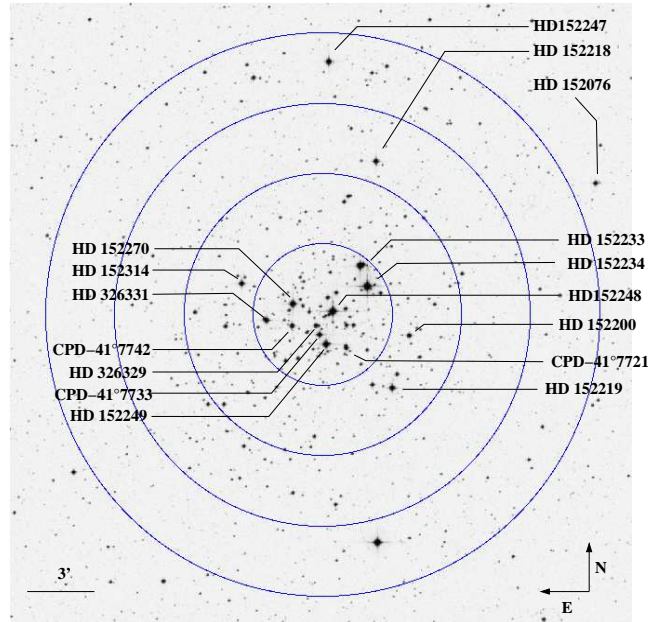 HD152247
HD 152218
HD 152076
HD 152270
HD 152314
HD 326331
CPD−41°7742
HD 326329
CPD−41°7733
HD 152249
HD 152233
HD 152234
HD152248
HD 152200
CPD−41°7721
HD 152219
3'
N
E